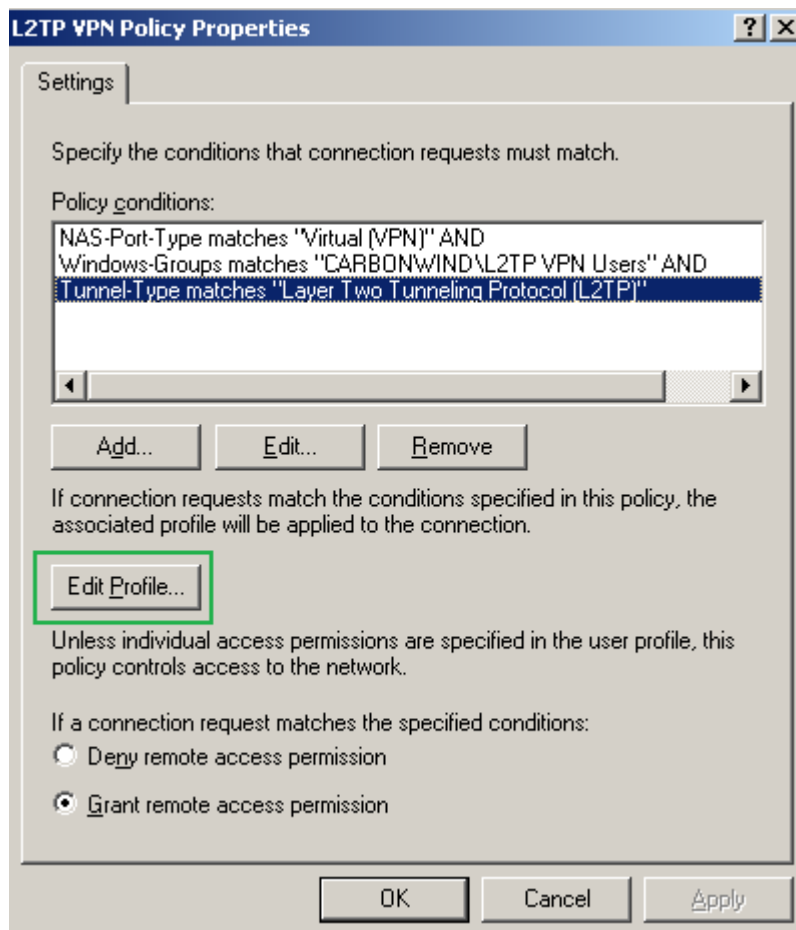 L2TP VPN Policy Properties
Settings
Specify the conditions that connection requests must match.
Policy conditions:
NAS-Port-Type matches "Virtual (VPN)" AND
Windows-Groups matches "CARBONWIND\L2TP VPN Users" AND
Tunnel-Type matches "Layer Two Tunneling Protocol (L2TP)"
Add... Edit... Remove
If connection requests match the conditions specified in this policy, the
associated profile will be applied to the connection.
Edit Profile...
Unless individual access permissions are specified in the user profile, this
policy controls access to the network.
If a connection request matches the specified conditions:
Deny remote access permission
Grant remote access permission
OK Cancel Apply